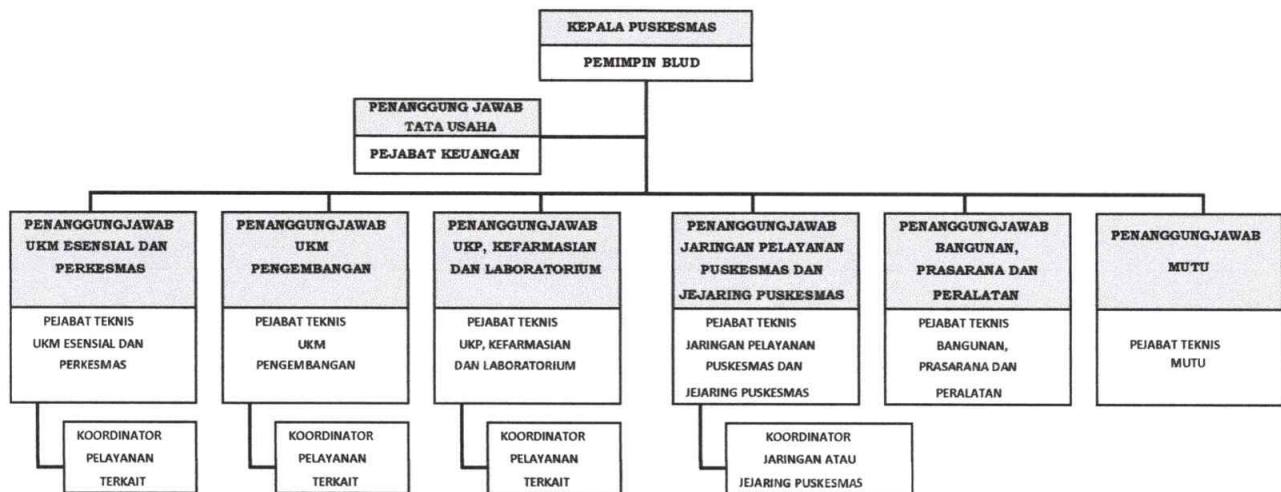 KEPALA PUSKESMAS
PEMIMPIN BLUD
PENANGGUNG JAWAB
TATA USAHA
PEJABAT KEUANGAN
PENANGGUNGJAWAB
UKM ESENSIAL DAN
PERKESMAS
PEJABAT TEKNIS
UKM ESENSIAL DAN
PERKESMAS
KOORDINATOR
PELAYANAN
TERKAIT
PENANGGUNGJAWAB
UKM
PENGEMBANGAN
PEJABAT TEKNIS
UKM
PENGEMBANGAN
KOORDINATOR
PELAYANAN
TERKAIT
PENANGGUNGJAWAB
UKP, KEFARMASIAN
DAN LABORATORIUM
PEJABAT TEKNIS
UKP, KEFARMASIAN
DAN LABORATORIUM
KOORDINATOR
PELAYANAN
TERKAIT
PENANGGUNGJAWAB
JARINGAN PELAYANAN
PUSKESMAS DAN
JEJARING PUSKESMAS
PEJABAT TEKNIS
JARINGAN PELAYANAN
PUSKESMAS DAN
JEJARING PUSKESMAS
KOORDINATOR
JARINGAN ATAU
JEJARING PUSKESMAS
PENANGGUNGJAWAB
BANGUNAN,
PRASARANA DAN
PERALATAN
PEJABAT TEKNIS
BANGUNAN,
PRASARANA DAN
PERALATAN
PENANGGUNGJAWAB
MUTU
PEJABAT TEKNIS
MUTU